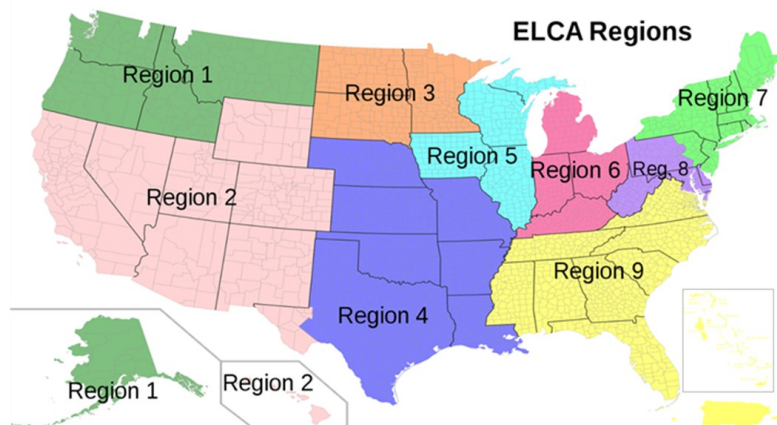 ELCA Regions
Region 1
Region 3
Region 7
Region 5
Region 6
Reg. 8
Region 2
Region 9
Region 4
Region 1
Region 2